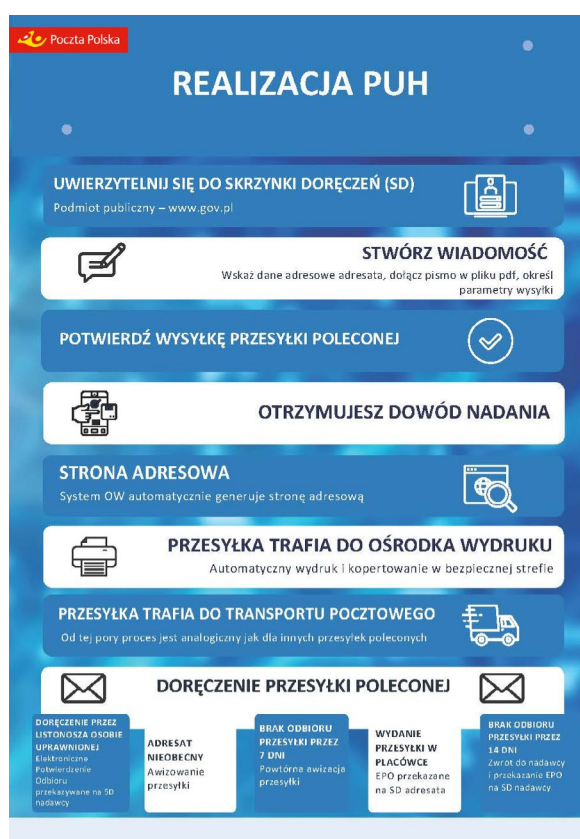 Poczta Polska
REALIZACJA PUH
UWIERZYTELNIJ SIĘ DO SKRZYNKI DORĘCZEŃ (SD)
Podmiot publiczny – www.gov.pl
STWÓRZ WIADOMOŚĆ
Wskaż dane adresowe adresata, dołącz pismo w pliku pdf, określ
parametry wysyłki
POTWIERDŹ WYSYŁKĘ PRZESYŁKI POLECONEJ
OTRZYMUJESZ DOWÓD NADANIA
STRONA ADRESOWA
System OW automatycznie generuje stronę adresową
PRZESYŁKA TRAFIA DO OŚRODKA WYDRUKU
Automatyczny wydruk i kopertowanie w bezpiecznej strefie
PRZESYŁKA TRAFIA DO TRANSPORTU POCZTOWEGO
Od tej pory proces jest analogiczny jak dla innych przesyłek poleconych
DORĘCZENIE PRZESYŁKI POLECONEJ
DORĘCZENIE PRZEZ
LISTONOSZA OSOBIE
UPRAWNIONEJ
Elektroniczne
Potwierdzenie
Odbioru
przekazywane na SD
nadawcy
ADRESAT
NIEOBECNY
Awizowanie
przesyłki
BRAK ODBIORU
PRZESYŁKI PRZEZ
7 DNI
Powtórna awizacja
przesyłki
WYDANIE
PRZESYŁKI W
PLACÓWCE
EPO przekazane
na SD adresata
BRAK ODBIORU
PRZESYŁKI PRZEZ
14 DNI
Zwrot do nadawcy
i przekazanie EPO
na SD nadawcy